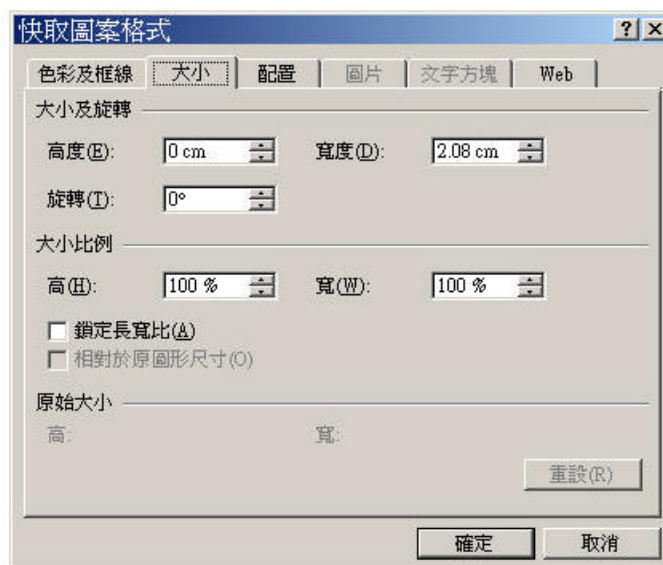 快取圖案格式
色彩及框線 大小 配置 圖片 文字方塊 Web
大小及旋轉
高度(E): 0 cm 寬度(D): 2.08 cm
旋轉(T): 0°
大小比例
高(H): 100 % 寬(W): 100 %
鎖定長寬比(A)
相對於原圖形尺寸(O)
原始大小
高: 寬:
重設(R)
確定 取消